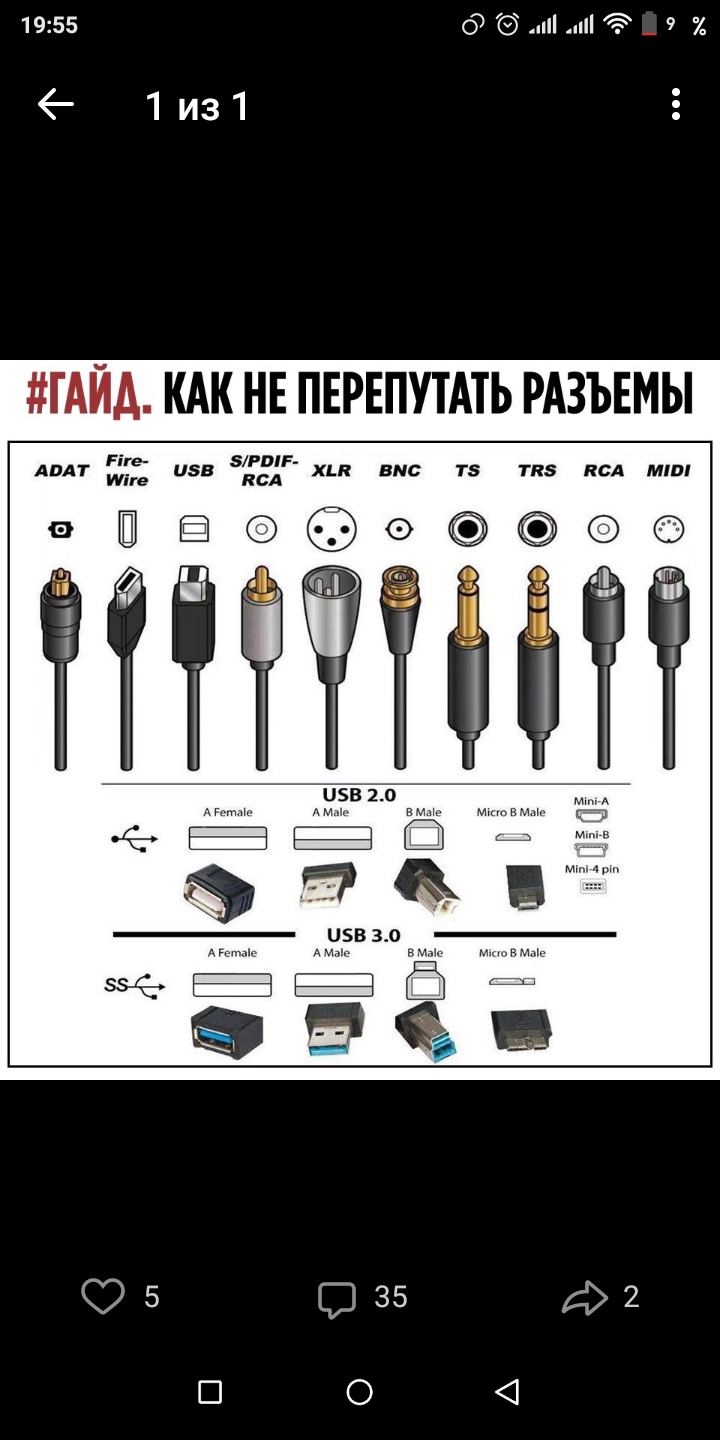 19:55
9 %
1 из 1
#ГАЙД. КАК НЕ ПЕРЕПУТАТЬ РАЗЪЕМЫ
ADAT
Fire-
Wire
USB
S/PDIF-
RCA
XLR
BNC
TS
TRS
RCA
MIDI
USB 2.0
A Female
A Male
B Male
Micro B Male
Mini-A
Mini-B
Mini-4 pin
USB 3.0
A Female
A Male
B Male
Micro B Male
SS
5
35
2